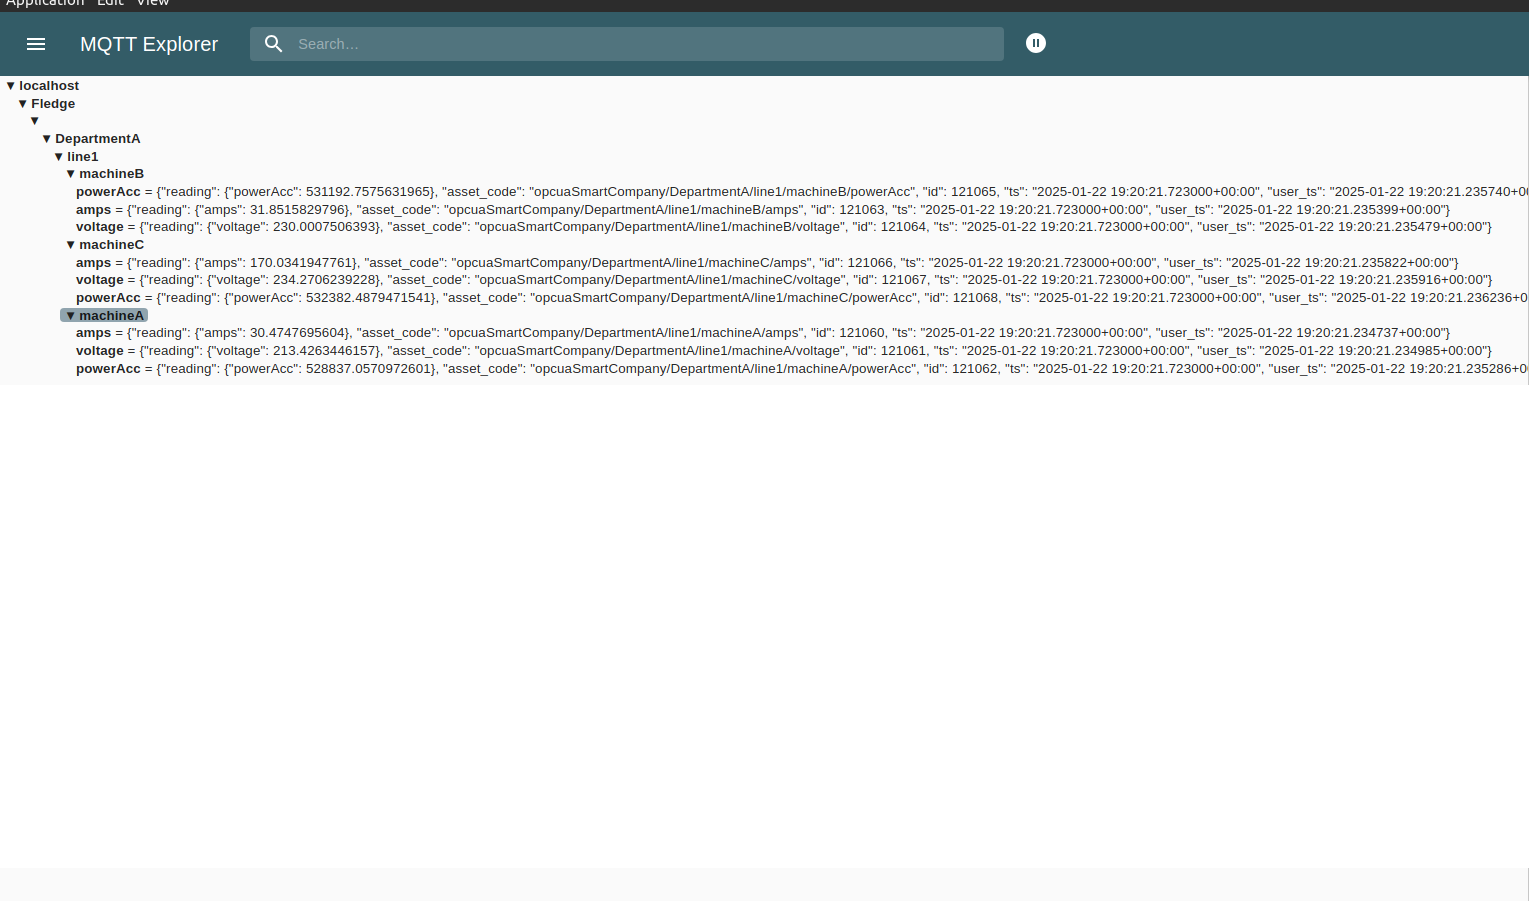 Application Edit View
MQTT Explorer Search…
▼ localhost
▼ Fledge
▼
▼ DepartmentA
▼ line1
▼ machineB
powerAcc = {"reading": {"powerAcc": 531192.7575631965}, "asset_code": "opcuaSmartCompany/DepartmentA/line1/machineB/powerAcc", "id": 121065, "ts": "2025-01-22 19:20:21.723000+00:00", "user_ts": "2025-01-22 19:20:21.235740+00
amps = {"reading": {"amps": 31.8515829796}, "asset_code": "opcuaSmartCompany/DepartmentA/line1/machineB/amps", "id": 121063, "ts": "2025-01-22 19:20:21.723000+00:00", "user_ts": "2025-01-22 19:20:21.235399+00:00"}
voltage = {"reading": {"voltage": 230.0007506393}, "asset_code": "opcuaSmartCompany/DepartmentA/line1/machineB/voltage", "id": 121064, "ts": "2025-01-22 19:20:21.723000+00:00", "user_ts": "2025-01-22 19:20:21.235479+00:00"}
▼ machineC
amps = {"reading": {"amps": 170.0341947761}, "asset_code": "opcuaSmartCompany/DepartmentA/line1/machineC/amps", "id": 121066, "ts": "2025-01-22 19:20:21.723000+00:00", "user_ts": "2025-01-22 19:20:21.235822+00:00"}
voltage = {"reading": {"voltage": 234.2706239228}, "asset_code": "opcuaSmartCompany/DepartmentA/line1/machineC/voltage", "id": 121067, "ts": "2025-01-22 19:20:21.723000+00:00", "user_ts": "2025-01-22 19:20:21.235916+00:00"}
powerAcc = {"reading": {"powerAcc": 532382.4879471541}, "asset_code": "opcuaSmartCompany/DepartmentA/line1/machineC/powerAcc", "id": 121068, "ts": "2025-01-22 19:20:21.723000+00:00", "user_ts": "2025-01-22 19:20:21.236236+0
▼ machineA
amps = {"reading": {"amps": 30.4747695604}, "asset_code": "opcuaSmartCompany/DepartmentA/line1/machineA/amps", "id": 121060, "ts": "2025-01-22 19:20:21.723000+00:00", "user_ts": "2025-01-22 19:20:21.234737+00:00"}
voltage = {"reading": {"voltage": 213.4263446157}, "asset_code": "opcuaSmartCompany/DepartmentA/line1/machineA/voltage", "id": 121061, "ts": "2025-01-22 19:20:21.723000+00:00", "user_ts": "2025-01-22 19:20:21.234985+00:00"}
powerAcc = {"reading": {"powerAcc": 528837.0570972601}, "asset_code": "opcuaSmartCompany/DepartmentA/line1/machineA/powerAcc", "id": 121062, "ts": "2025-01-22 19:20:21.723000+00:00", "user_ts": "2025-01-22 19:20:21.235286+0